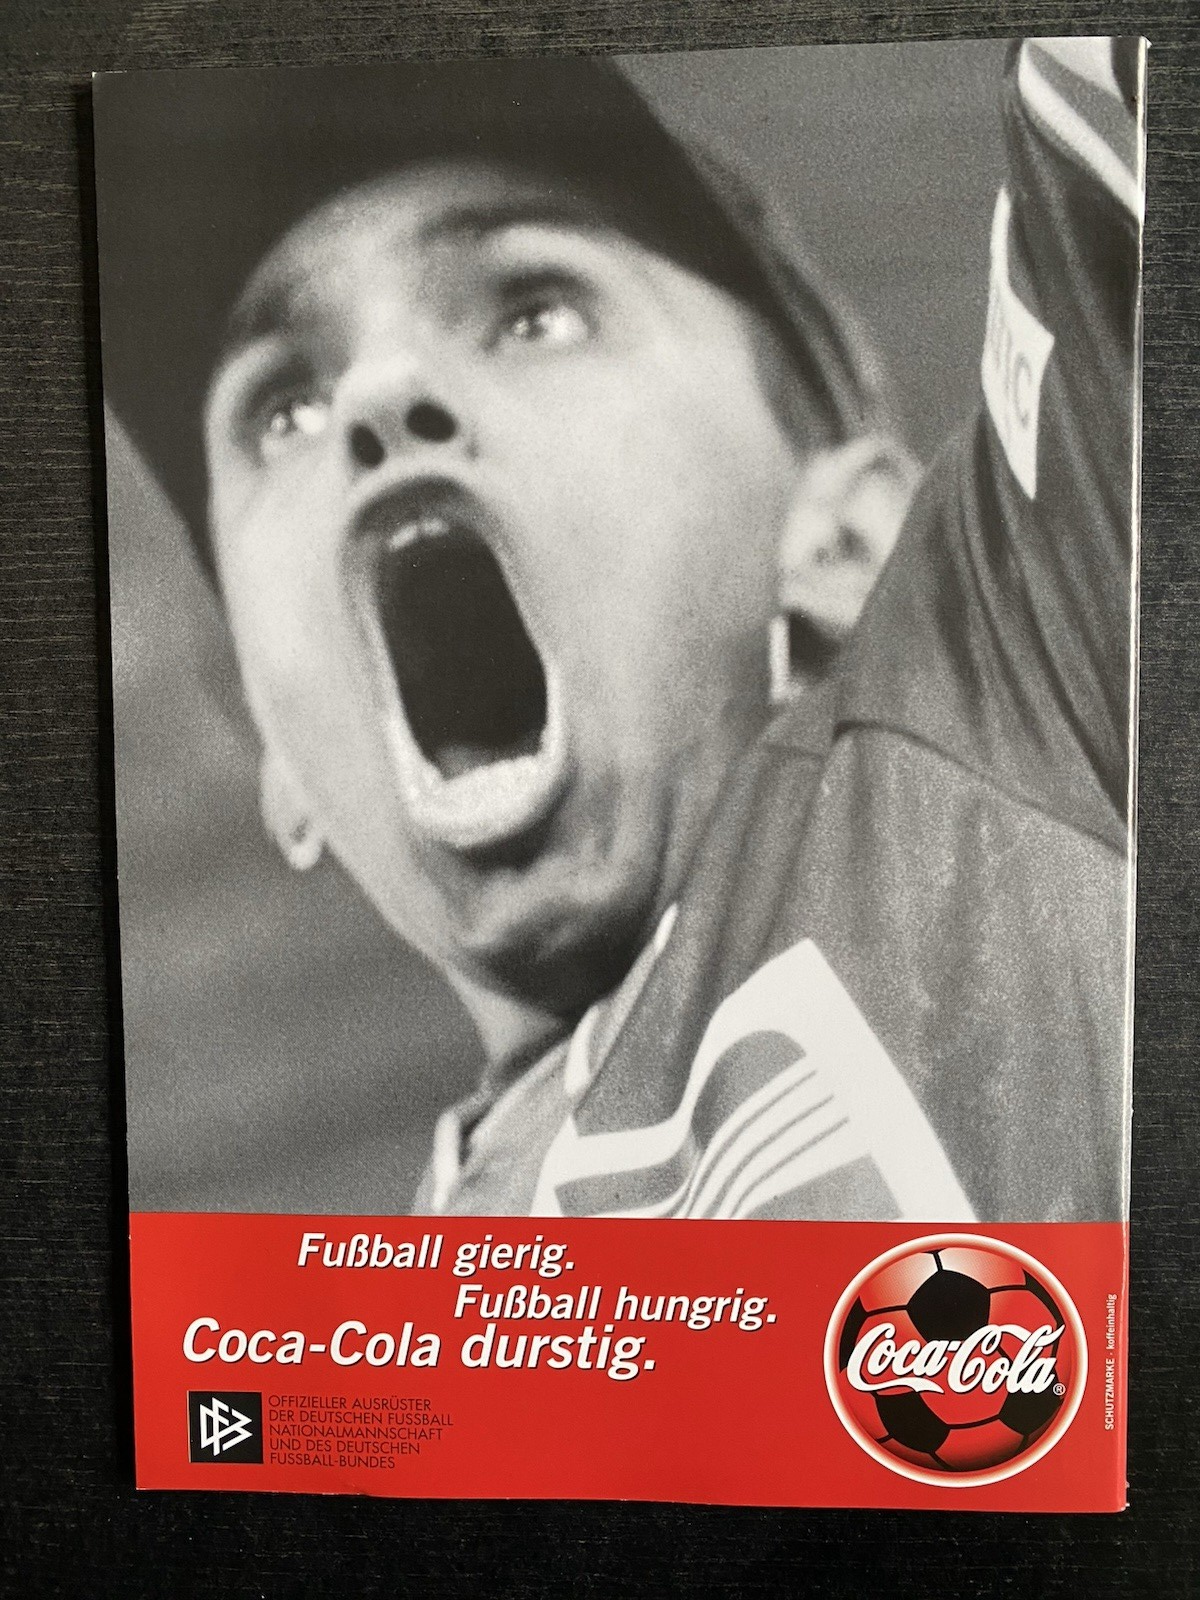 Fußball gierig.
Fußball hungrig.
Coca-Cola durstig.
OFFIZIELLER AUSRÜSTER
DER DEUTSCHEN FUSSBALL
NATIONALMANNSCHAFT
UND DES DEUTSCHEN
FUSSBALL-BUNDES
Coca-Cola®
SCHUTZMARKE · koffeinhaltig